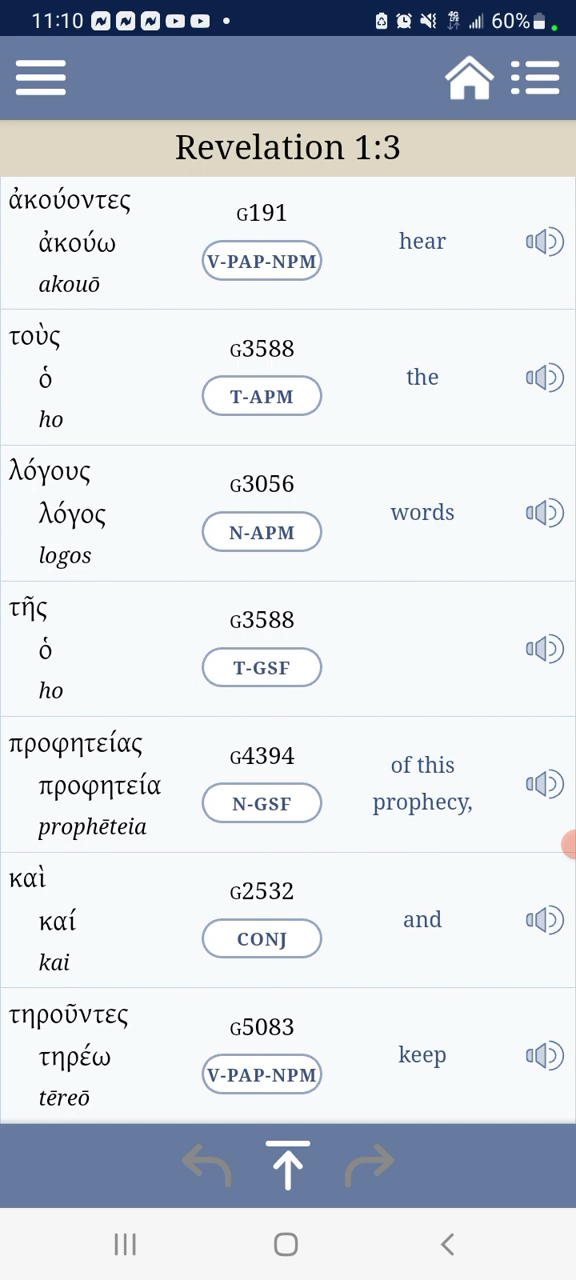 11:10 60%
Revelation 1:3
ἀκούοντες
ἀκούω
akouō
G191
V-PAP-NPM
hear
τοὺς
ὁ
ho
G3588
T-APM
the
λόγους
λόγος
logos
G3056
N-APM
words
τῆς
ὁ
ho
G3588
T-GSF
προφητείας
προφητεία
prophēteia
G4394
N-GSF
of this
prophecy,
καὶ
καί
kai
G2532
CONJ
and
τηροῦντες
τηρέω
tēreō
G5083
V-PAP-NPM
keep